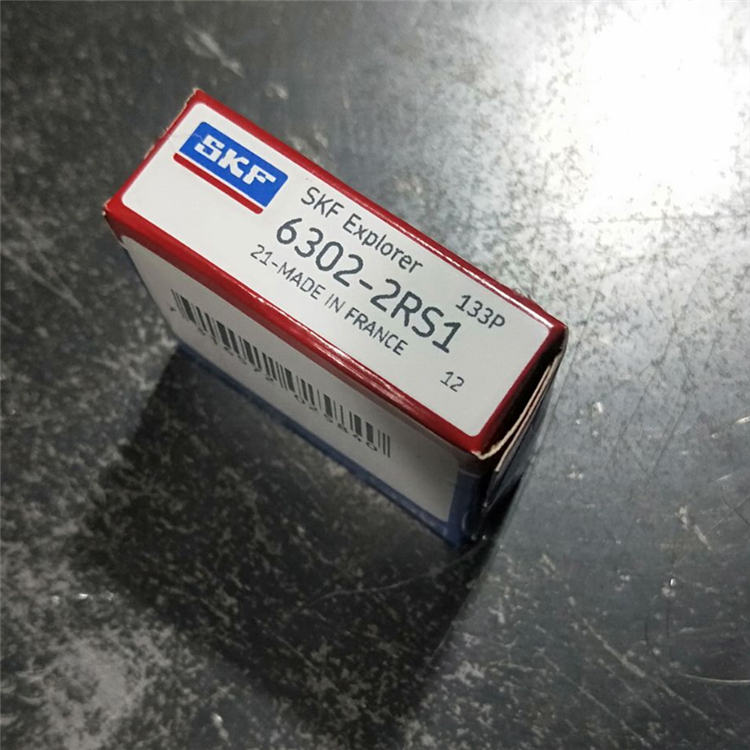 SKF
SKF Explorer
133P
6302-2RS1
21-MADE IN FRANCE
12